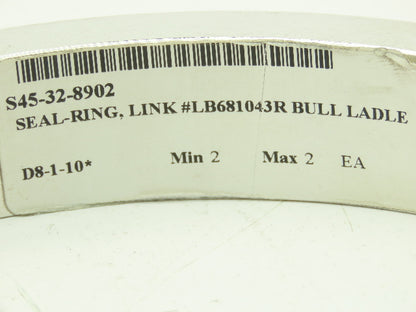 S45-32-8902
SEAL-RING, LINK #LB681043R BULL LADLE
D8-1-10* Min 2 Max 2 EA